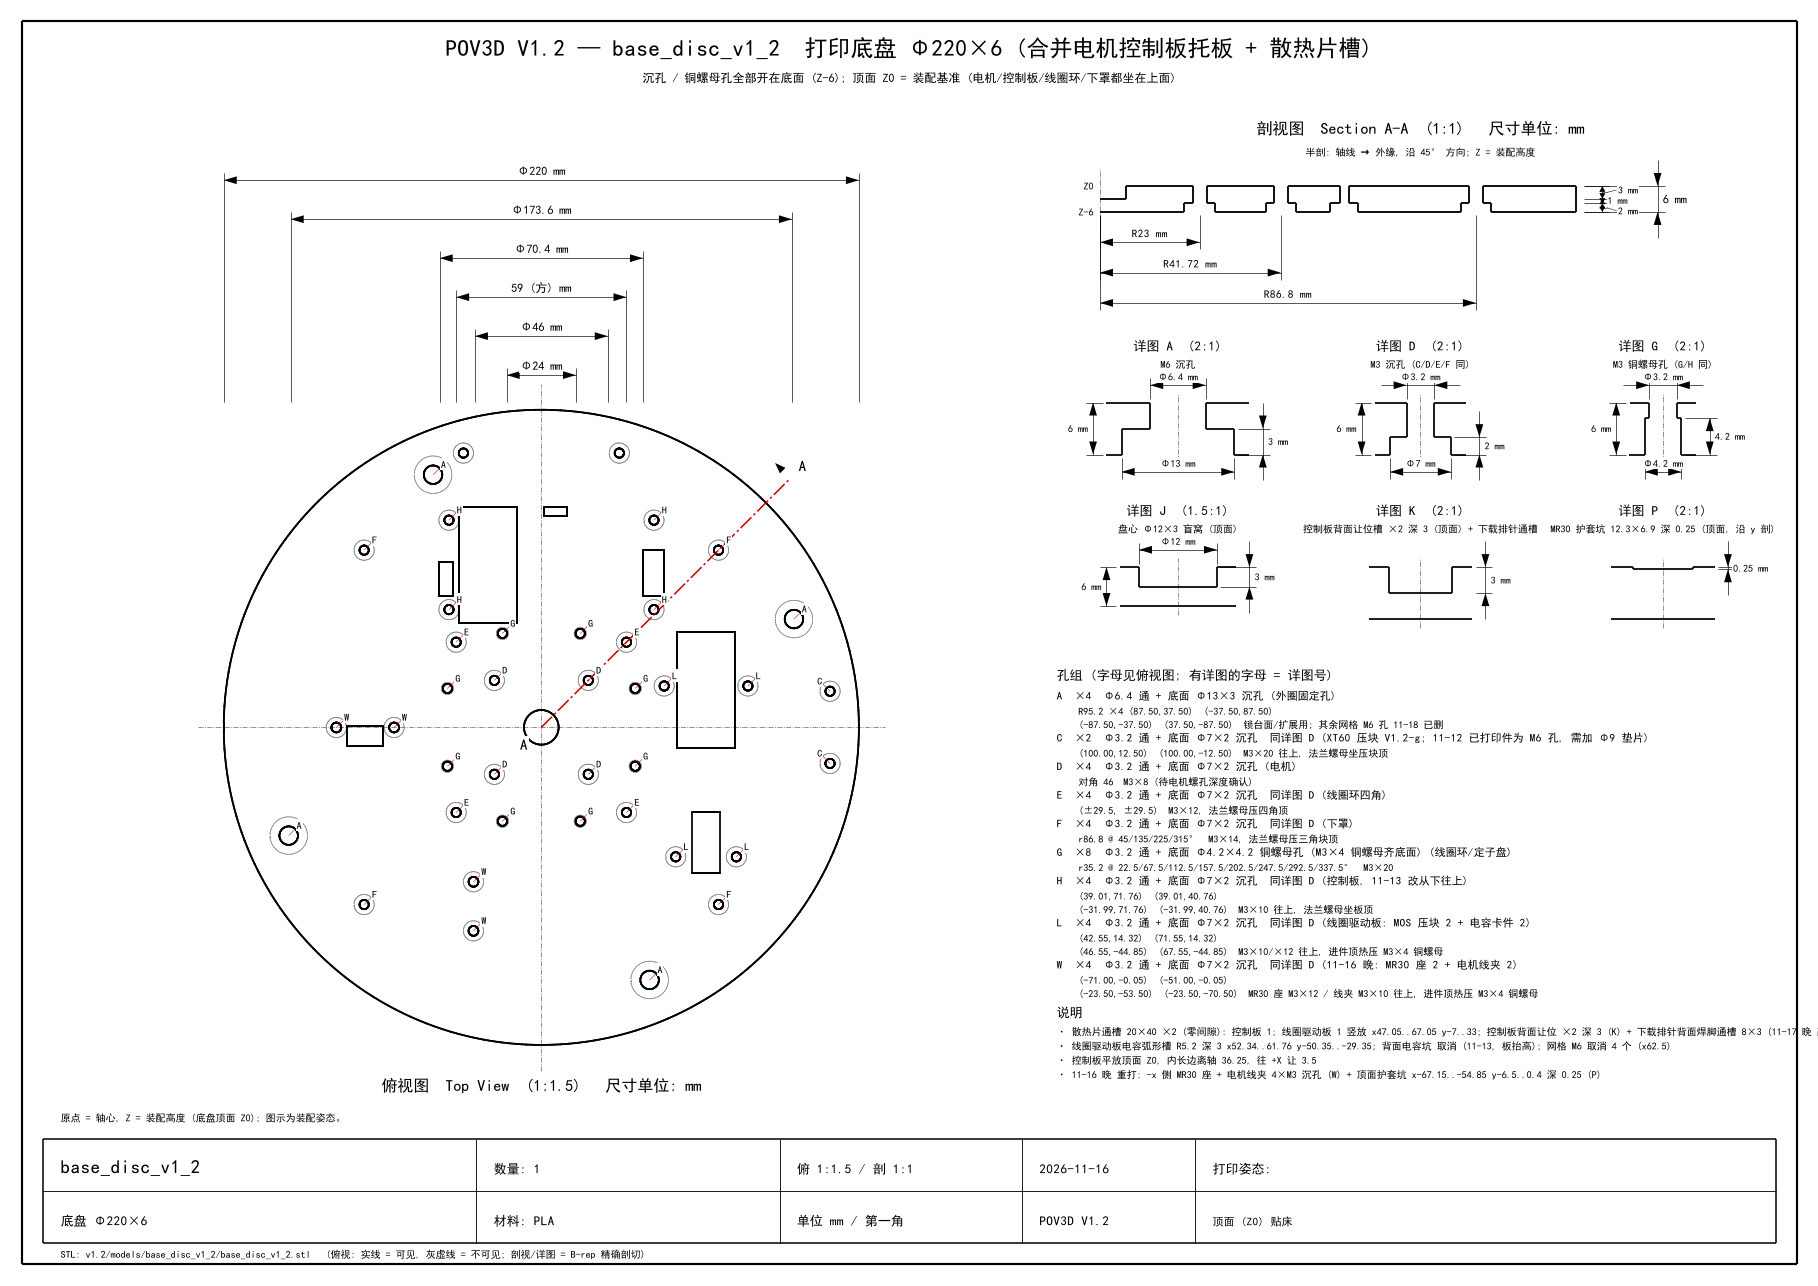 POV3D V1.2 — base_disc_v1_2 打印底盘 Φ220×6 (合并电机控制板托板 + 散热片槽)
沉孔 / 铜螺母孔全部开在底面 (Z-6); 顶面 Z0 = 装配基准 (电机/控制板/线圈环/下罩都坐在上面)
剖视图 Section A-A (1:1) 尺寸单位: mm
半剖: 轴线 → 外缘, 沿 45° 方向; Z = 装配高度
Φ220 mm
Φ173.6 mm
Φ70.4 mm
59 (方) mm
Φ46 mm
Φ24 mm
Z0
Z-6
3 mm
1 mm
2 mm
6 mm
R23 mm
R41.72 mm
R86.8 mm
详图 A (2:1)
M6 沉孔
Φ6.4 mm
6 mm
3 mm
Φ13 mm
详图 D (2:1)
M3 沉孔 (C/D/E/F 同)
Φ3.2 mm
6 mm
2 mm
Φ7 mm
详图 G (2:1)
M3 铜螺母孔 (G/H 同)
Φ3.2 mm
6 mm
4.2 mm
Φ4.2 mm
详图 J (1.5:1)
盘心 Φ12×3 盲窝 (顶面)
Φ12 mm
6 mm
3 mm
详图 K (2:1)
控制板背面让位槽 ×2 深 3 (顶面) + 下载排针通槽
3 mm
详图 P (2:1)
MR30 护套坑 12.3×6.9 深 0.25 (顶面, 沿 y 剖)
0.25 mm
A
A
H
H
F
F
H
H
A
G
G
E
E
D
D
G
G
L
L
C
W
W
A
G
G
D
D
C
E
E
G
G
A
L
L
W
F
F
W
A
俯视图 Top View (1:1.5) 尺寸单位: mm
孔组 (字母见俯视图; 有详图的字母 = 详图号)
A ×4 Φ6.4 通 + 底面 Φ13×3 沉孔 (外圈固定孔)
R95.2 ×4 (87.50,37.50) (-37.50,87.50)
(-87.50,-37.50) (37.50,-87.50) 锁台面/扩展用; 其余网格 M6 孔 11-18 已删
C ×2 Φ3.2 通 + 底面 Φ7×2 沉孔 同详图 D (XT60 压块 V1.2-g; 11-12 已打印件为 M6 孔, 需加 Φ9 垫片)
(100.00,12.50) (100.00,-12.50) M3×20 往上, 法兰螺母坐压块顶
D ×4 Φ3.2 通 + 底面 Φ7×2 沉孔 (电机)
对角 46 M3×8 (待电机螺孔深度确认)
E ×4 Φ3.2 通 + 底面 Φ7×2 沉孔 同详图 D (线圈环四角)
(±29.5, ±29.5) M3×12, 法兰螺母压四角顶
F ×4 Φ3.2 通 + 底面 Φ7×2 沉孔 同详图 D (下罩)
r86.8 @ 45/135/225/315° M3×14, 法兰螺母压三角块顶
G ×8 Φ3.2 通 + 底面 Φ4.2×4.2 铜螺母孔 (M3×4 铜螺母齐底面) (线圈环/定子盘)
r35.2 @ 22.5/67.5/112.5/157.5/202.5/247.5/292.5/337.5° M3×20
H ×4 Φ3.2 通 + 底面 Φ7×2 沉孔 同详图 D (控制板, 11-13 改从下往上)
(39.01,71.76) (39.01,40.76)
(-31.99,71.76) (-31.99,40.76) M3×10 往上, 法兰螺母坐板顶
L ×4 Φ3.2 通 + 底面 Φ7×2 沉孔 同详图 D (线圈驱动板: MOS 压块 2 + 电容卡件 2)
(42.55,14.32) (71.55,14.32)
(46.55,-44.85) (67.55,-44.85) M3×10/×12 往上, 进件顶热压 M3×4 铜螺母
W ×4 Φ3.2 通 + 底面 Φ7×2 沉孔 同详图 D (11-16 晚: MR30 座 2 + 电机线夹 2)
(-71.00,-0.05) (-51.00,-0.05)
(-23.50,-53.50) (-23.50,-70.50) MR30 座 M3×12 / 线夹 M3×10 往上, 进件顶热压 M3×4 铜螺母
说明
· 散热片通槽 20×40 ×2 (零间隙): 控制板 1; 线圈驱动板 1 竖放 x47.05..67.05 y-7..33; 控制板背面让位 ×2 深 3 (K) + 下载排针背面焊脚通槽 8×3 (11-17 晚
· 线圈驱动板电容弧形槽 R5.2 深 3 x52.34..61.76 y-50.35..-29.35; 背面电容坑 取消 (11-13, 板抬高); 网格 M6 取消 4 个 (x62.5)
· 控制板平放顶面 Z0, 内长边离轴 36.25, 往 +X 让 3.5
· 11-16 晚 重打: -x 侧 MR30 座 + 电机线夹 4×M3 沉孔 (W) + 顶面护套坑 x-67.15..-54.85 y-6.5..0.4 深 0.25 (P)
原点 = 轴心, Z = 装配高度 (底盘顶面 Z0); 图示为装配姿态。
base_disc_v1_2 数量: 1 俯 1:1.5 / 剖 1:1 2026-11-16 打印姿态:
底盘 Φ220×6 材料: PLA 单位 mm / 第一角 POV3D V1.2 顶面 (Z0) 贴床
STL: v1.2/models/base_disc_v1_2/base_disc_v1_2.stl (俯视: 实线 = 可见, 灰虚线 = 不可见; 剖视/详图 = B-rep 精确剖切)